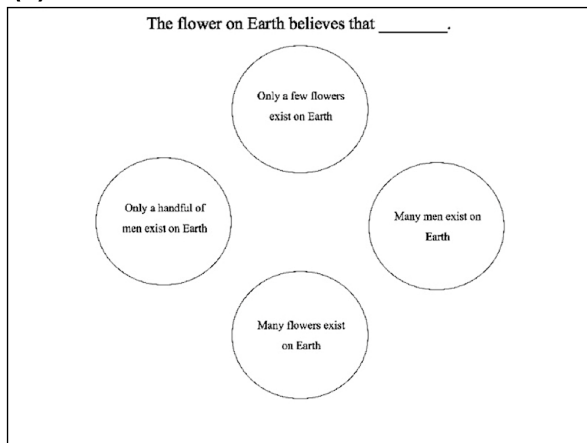 The flower on Earth believes that ________.
Only a few flowers
exist on Earth
Only a handful of
men exist on Earth
Many men exist on
Earth
Many flowers exist
on Earth